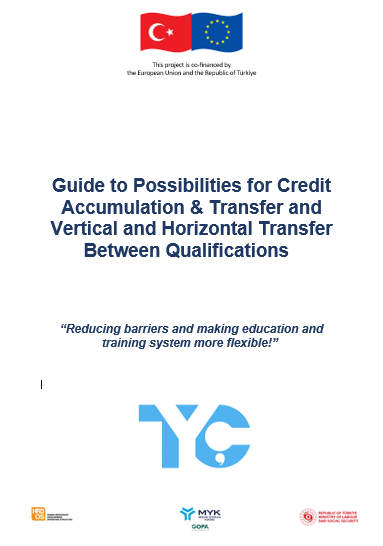 This project is co-financed by
the European Union and the Republic of Türkiye
Guide to Possibilities for Credit
Accumulation & Transfer and
Vertical and Horizontal Transfer
Between Qualifications
“Reducing barriers and making education and
training system more flexible!”
TYÇ
MYK
GOPA
REPUBLIC OF TÜRKİYE
MINISTRY OF LABOUR
AND SOCIAL SECURITY